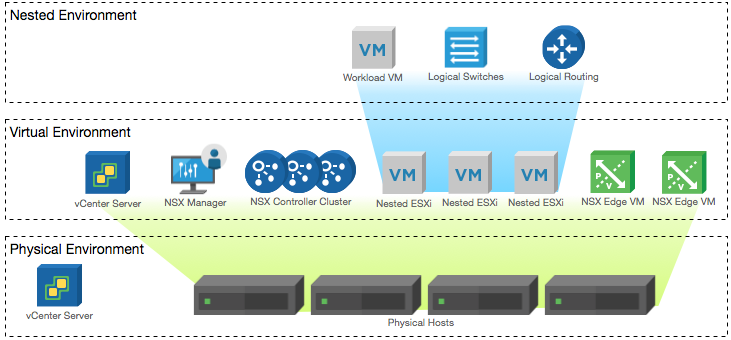 Nested Environment
VM
Workload VM
Logical Switches
Logical Routing
Virtual Environment
vCenter Server
NSX Manager
NSX Controller Cluster
VM
Nested ESXi
VM
Nested ESXi
VM
Nested ESXi
P V
NSX Edge VM
P V
NSX Edge VM
Physical Environment
vCenter Server
Physical Hosts